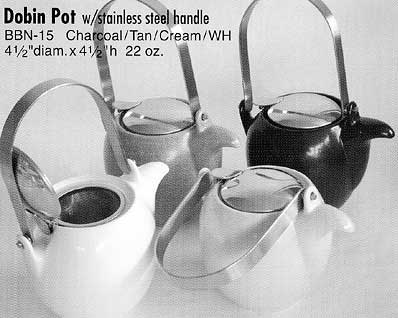 Dobin Pot w/stainless steel handle
BBN-15 Charcoal/Tan/Cream/WH
4½"diam. x 4½"h 22 oz.